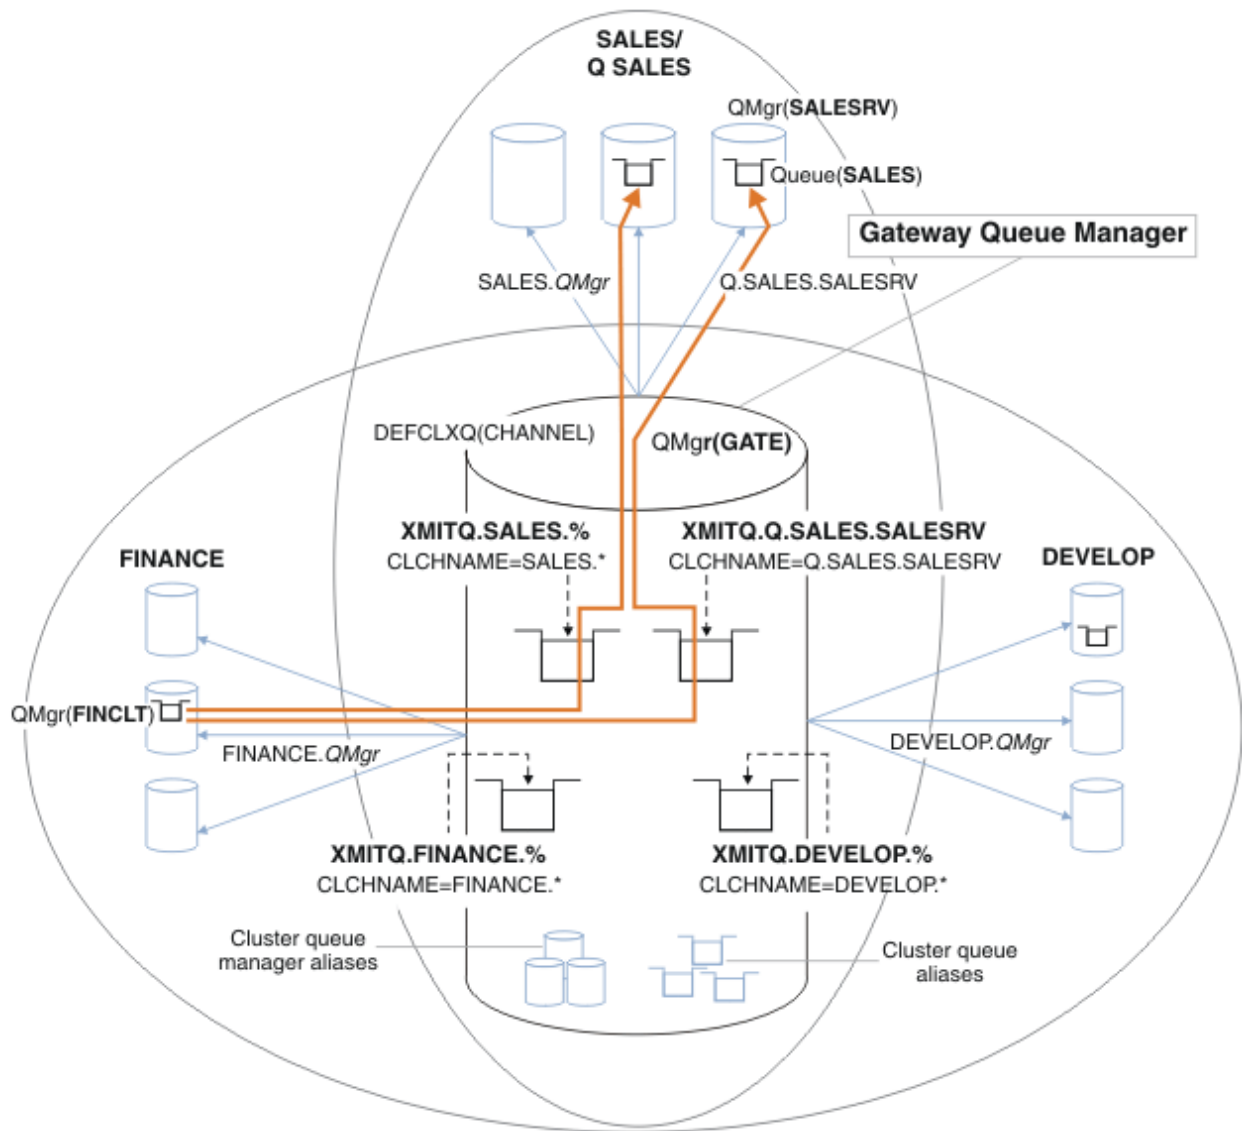 SALES/
Q SALES
QMgr(SALESRV)
Queue(SALES)
Gateway Queue Manager
SALES.QMgr
Q.SALES.SALESRV
DEFCLXQ(CHANNEL)
QMgr(GATE)
XMITQ.SALES.%
CLCHNAME=SALES.*
XMITQ.Q.SALES.SALESRV
CLCHNAME=Q.SALES.SALESRV
FINANCE
DEVELOP
QMgr(FINCLT)
FINANCE.QMgr
DEVELOP.QMgr
XMITQ.FINANCE.%
CLCHNAME=FINANCE.*
XMITQ.DEVELOP.%
CLCHNAME=DEVELOP.*
Cluster queue
manager aliases
Cluster queue
aliases